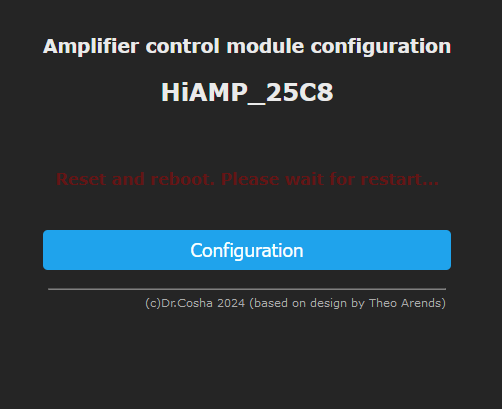 Amplifier control module configuration
HiAMP_25C8
Reset and reboot. Please wait for restart...
Configuration
(c)Dr.Cosha 2024 (based on design by Theo Arends)